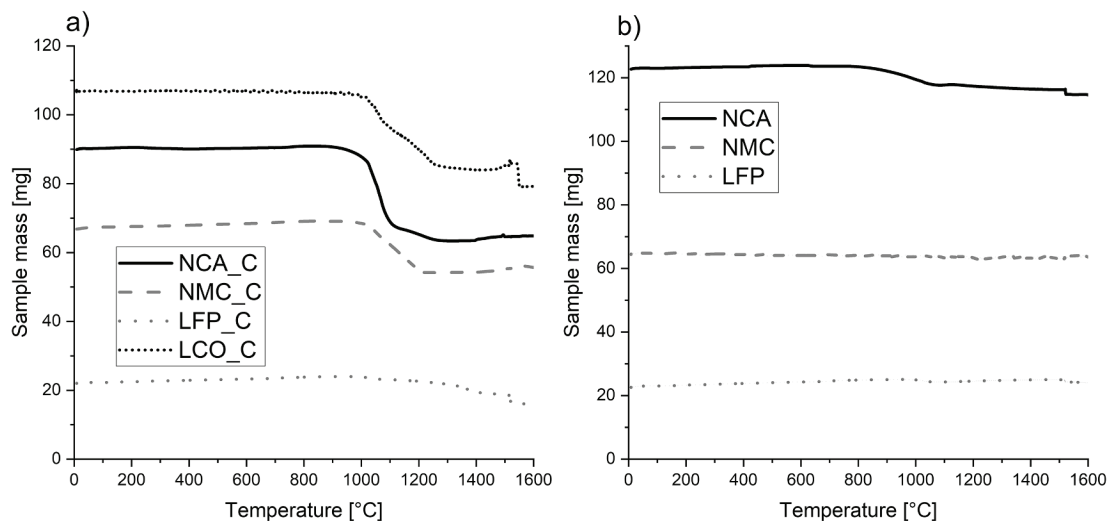 a)
120
100
80
60
40
20
0
Sample mass [mg]
NCA_C
NMC_C
LFP_C
LCO_C
0 200 400 600 800 1000 1200 1400 1600
Temperature [°C]
b)
120
100
80
60
40
20
0
Sample mass [mg]
NCA
NMC
LFP
0 200 400 600 800 1000 1200 1400 1600
Temperature [°C]